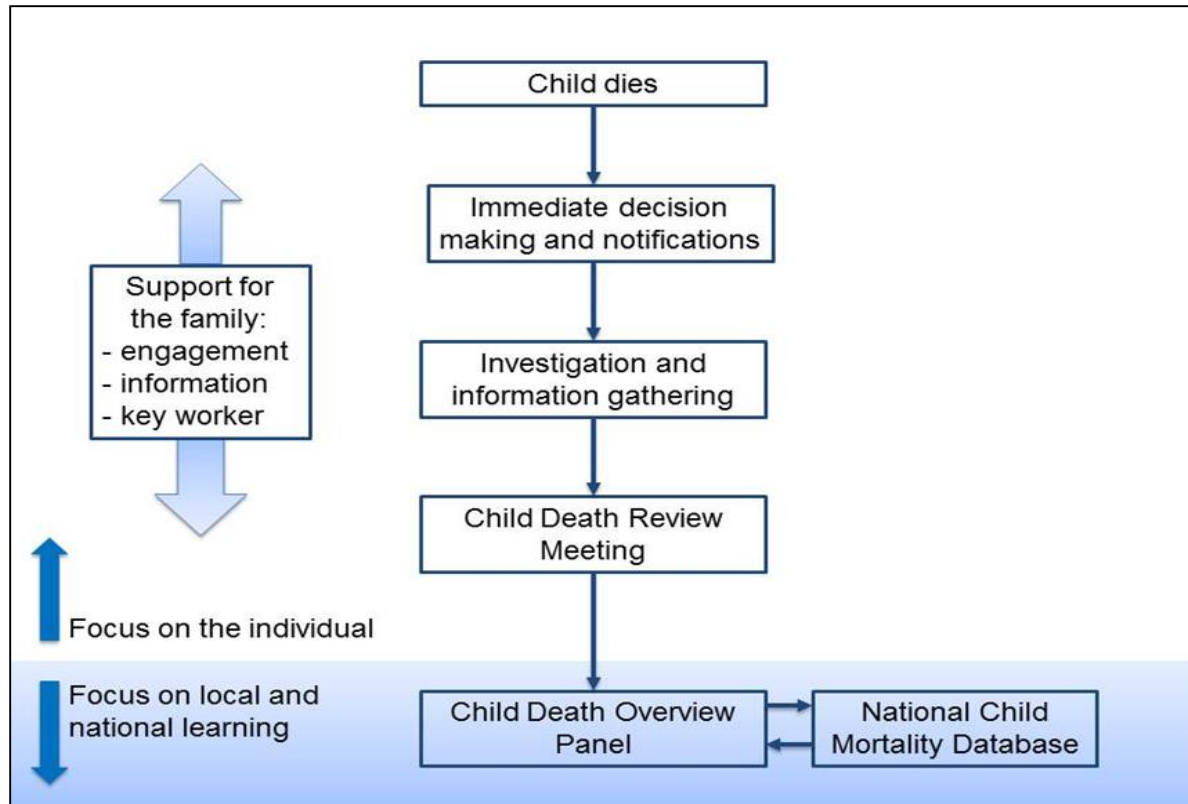 Child dies
Immediate decision
making and notifications
Support for
the family:
- engagement
- information
- key worker
Investigation and
information gathering
Child Death Review
Meeting
Focus on the individual
Focus on local and
national learning
Child Death Overview
Panel
National Child
Mortality Database